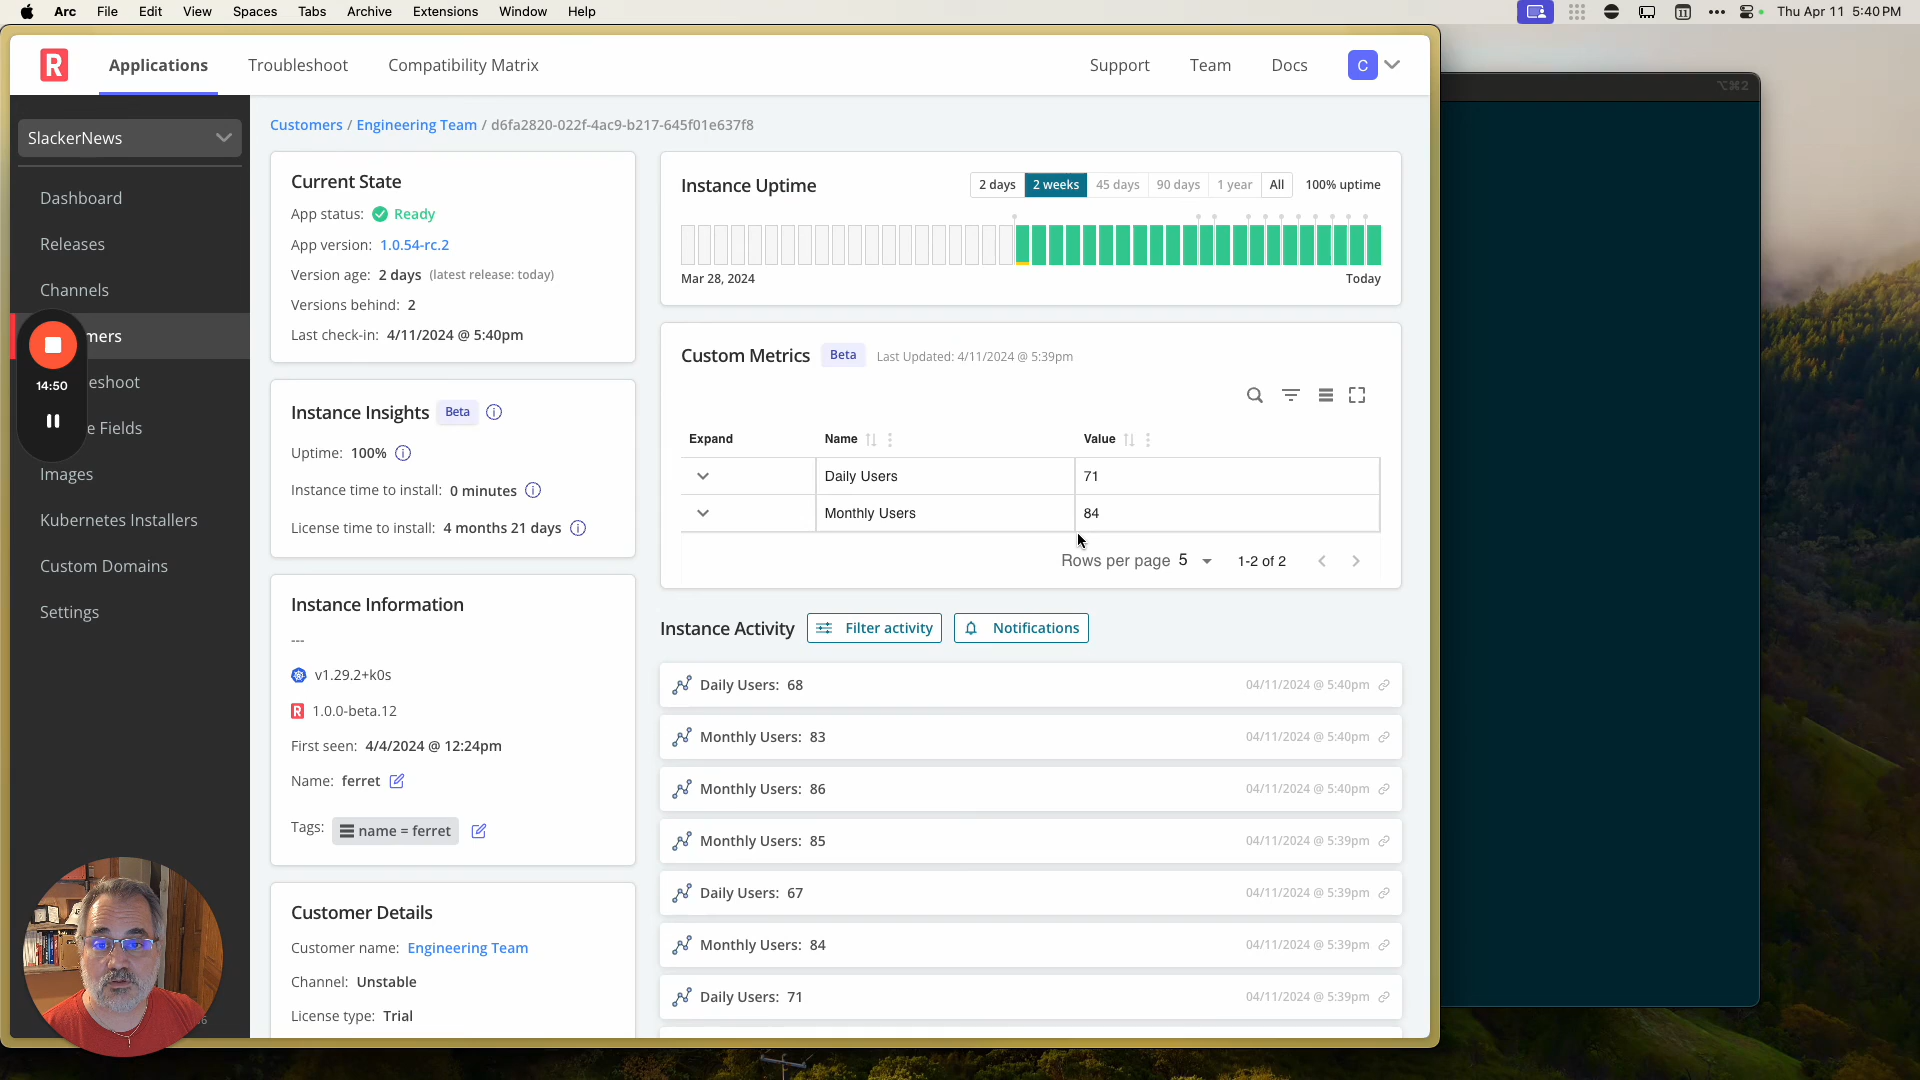 Arc File Edit View Spaces Tabs Archive Extensions Window Help
11 Thu Apr 11 5:40 PM
R Applications Troubleshoot Compatibility Matrix Support Team Docs C
⌥⌘2
SlackerNews
Dashboard
Releases
Channels
mers
eshoot
e Fields
Images
Kubernetes Installers
Custom Domains
Settings
14:50
Customers / Engineering Team / d6fa2820-022f-4ac9-b217-645f01e637f8
Current State
App status: Ready
App version: 1.0.54-rc.2
Version age: 2 days (latest release: today)
Versions behind: 2
Last check-in: 4/11/2024 @ 5:40pm
Instance Insights Beta
Uptime: 100%
Instance time to install: 0 minutes
License time to install: 4 months 21 days
Instance Information
---
v1.29.2+k0s
R 1.0.0-beta.12
First seen: 4/4/2024 @ 12:24pm
Name: ferret
Tags: name = ferret
Customer Details
Customer name: Engineering Team
Channel: Unstable
License type: Trial
Instance Uptime 2 days 2 weeks 45 days 90 days 1 year All 100% uptime
Mar 28, 2024 Today
Custom Metrics Beta Last Updated: 4/11/2024 @ 5:39pm
Expand Name Value
Daily Users 71
Monthly Users 84
Rows per page 5 1-2 of 2
Instance Activity Filter activity Notifications
Daily Users: 68 04/11/2024 @ 5:40pm
Monthly Users: 83 04/11/2024 @ 5:40pm
Monthly Users: 86 04/11/2024 @ 5:40pm
Monthly Users: 85 04/11/2024 @ 5:39pm
Daily Users: 67 04/11/2024 @ 5:39pm
Monthly Users: 84 04/11/2024 @ 5:39pm
Daily Users: 71 04/11/2024 @ 5:39pm